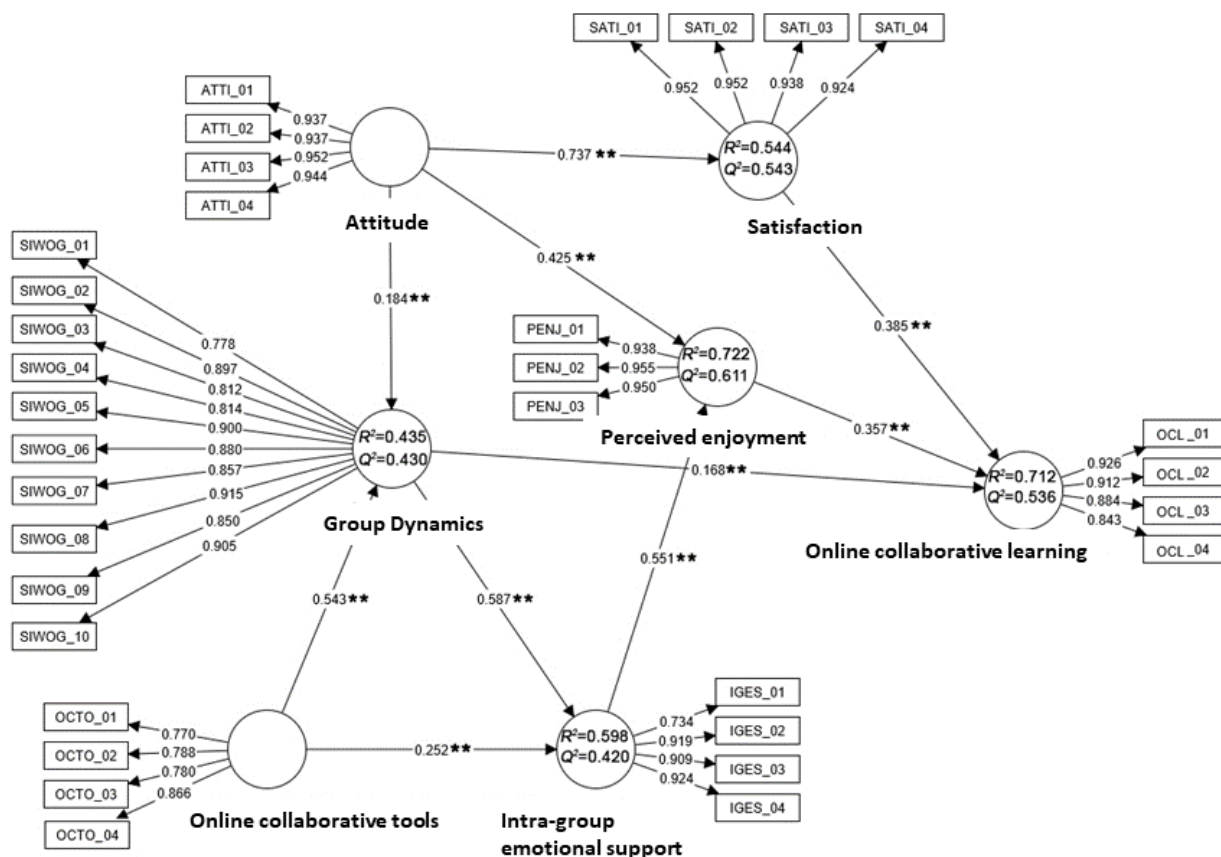 SATI_01
SATI_02
SATI_03
SATI_04
0.952
0.952
0.938
0.924
ATTI_01
ATTI_02
ATTI_03
ATTI_04
0.937
0.937
0.952
0.944
0.737 **
R²=0.544
Q²=0.543
Attitude
Satisfaction
0.425 **
0.184**
0.385 **
SIWOG_01
SIWOG_02
SIWOG_03
SIWOG_04
SIWOG_05
SIWOG_06
SIWOG_07
SIWOG_08
SIWOG_09
SIWOG_10
0.778
0.897
0.812
0.814
0.900
0.880
0.857
0.915
0.850
0.905
PENJ_01
PENJ_02
PENJ_03
0.938
0.955
0.950
R²=0.722
Q²=0.611
Perceived enjoyment
R²=0.435
Q²=0.430
Group Dynamics
0.357 **
0.168**
R²=0.712
Q²=0.536
0.926
0.912
0.884
0.843
OCL_01
OCL_02
OCL_03
OCL_04
Online collaborative learning
0.551 **
0.543 **
0.587 **
OCTO_01
OCTO_02
OCTO_03
OCTO_04
0.770
0.788
0.780
0.866
Online collaborative tools
0.252 **
R²=0.598
Q²=0.420
0.734
0.919
0.909
0.924
IGES_01
IGES_02
IGES_03
IGES_04
Intra-group
emotional support